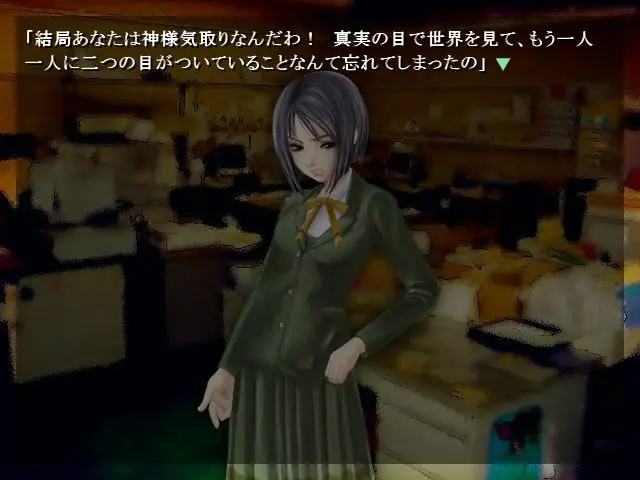 「結局あなたは神様気取りなんだわ！　真実の目で世界を見て、もう一人
一人に二つの目がついていることなんて忘れてしまったの」▼